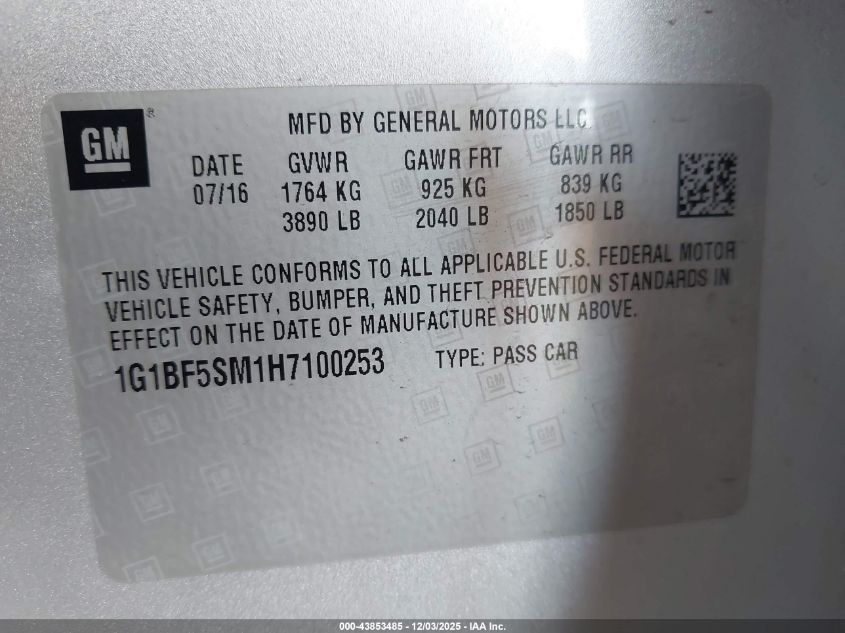 GM ®
MFD BY GENERAL MOTORS LLC
DATE GVWR GAWR FRT GAWR RR
07/16 1764 KG 925 KG 839 KG
3890 LB 2040 LB 1850 LB
THIS VEHICLE CONFORMS TO ALL APPLICABLE U.S. FEDERAL MOTOR
VEHICLE SAFETY, BUMPER, AND THEFT PREVENTION STANDARDS IN
EFFECT ON THE DATE OF MANUFACTURE SHOWN ABOVE.
1G1BF5SM1H7100253 TYPE: PASS CAR
000-43853485 - 12/03/2025 - IAA Inc.